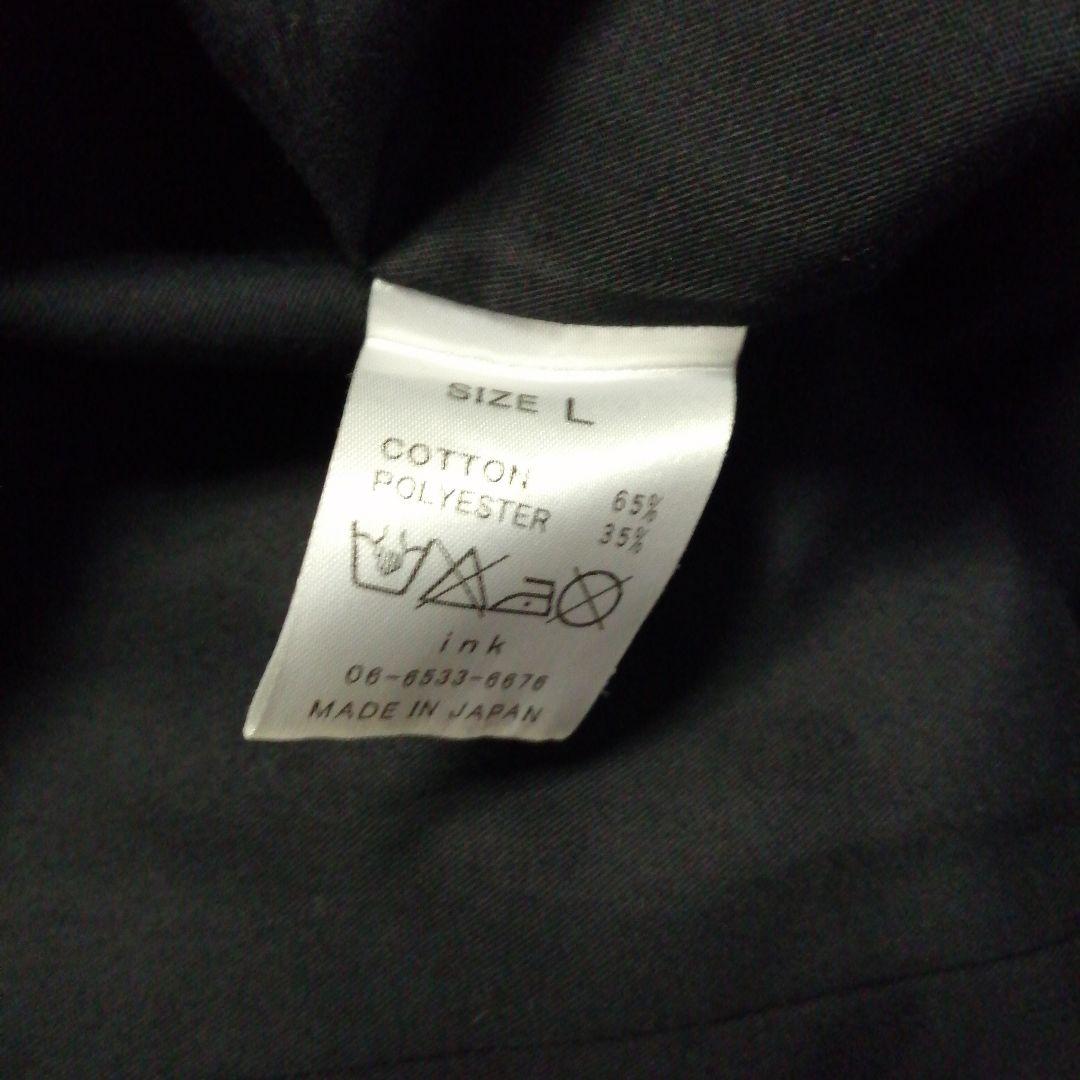 SIZE L
COTTON 65%
POLYESTER 35%
ink
06-6533-6676
MADE IN JAPAN